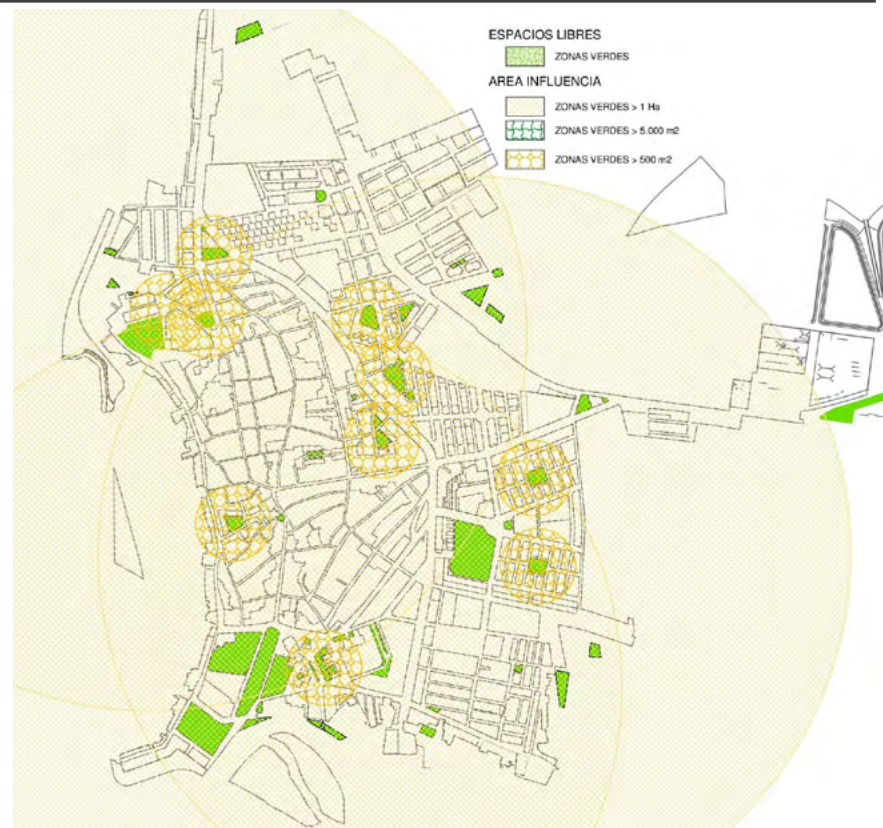 ESPACIOS LIBRES
ZONAS VERDES
AREA INFLUENCIA
ZONAS VERDES > 1 Ha
ZONAS VERDES > 5.000 m2
ZONAS VERDES > 500 m2